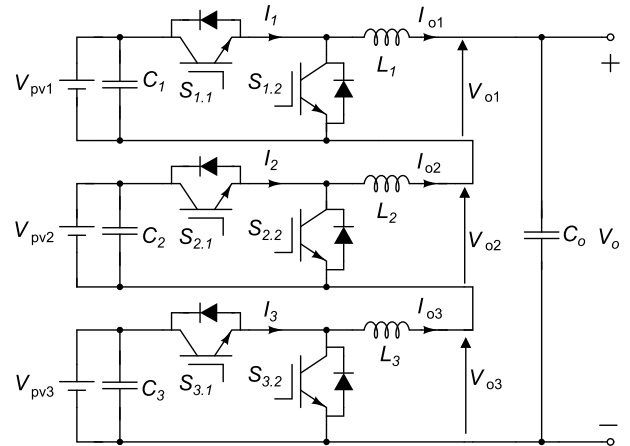 I1 Io1
L1
Vpv1 C1 S1.1 S1.2 Vo1 +
I2 Io2
L2
Vpv2 C2 S2.1 S2.2 Vo2 Co Vo
I3 Io3
L3
Vpv3 C3 S3.1 S3.2 Vo3
−